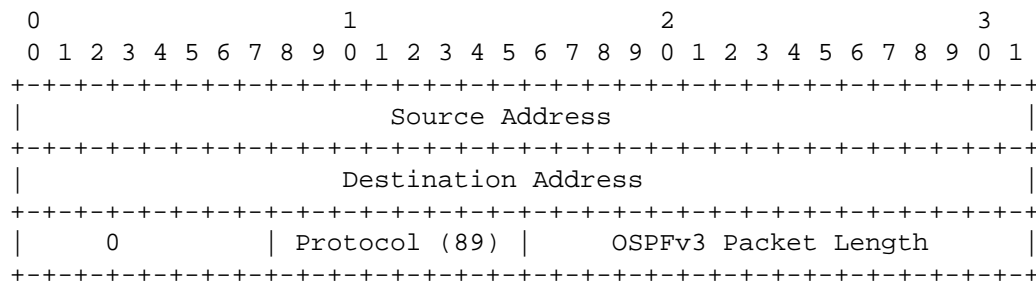 0                   1                   2                   3
0 1 2 3 4 5 6 7 8 9 0 1 2 3 4 5 6 7 8 9 0 1 2 3 4 5 6 7 8 9 0 1
+-+-+-+-+-+-+-+-+-+-+-+-+-+-+-+-+-+-+-+-+-+-+-+-+-+-+-+-+-+-+-+-+
|                       Source Address                          |
+-+-+-+-+-+-+-+-+-+-+-+-+-+-+-+-+-+-+-+-+-+-+-+-+-+-+-+-+-+-+-+-+
|                    Destination Address                        |
+-+-+-+-+-+-+-+-+-+-+-+-+-+-+-+-+-+-+-+-+-+-+-+-+-+-+-+-+-+-+-+-+
|     0         | Protocol (89) |     OSPFv3 Packet Length      |
+-+-+-+-+-+-+-+-+-+-+-+-+-+-+-+-+-+-+-+-+-+-+-+-+-+-+-+-+-+-+-+-+